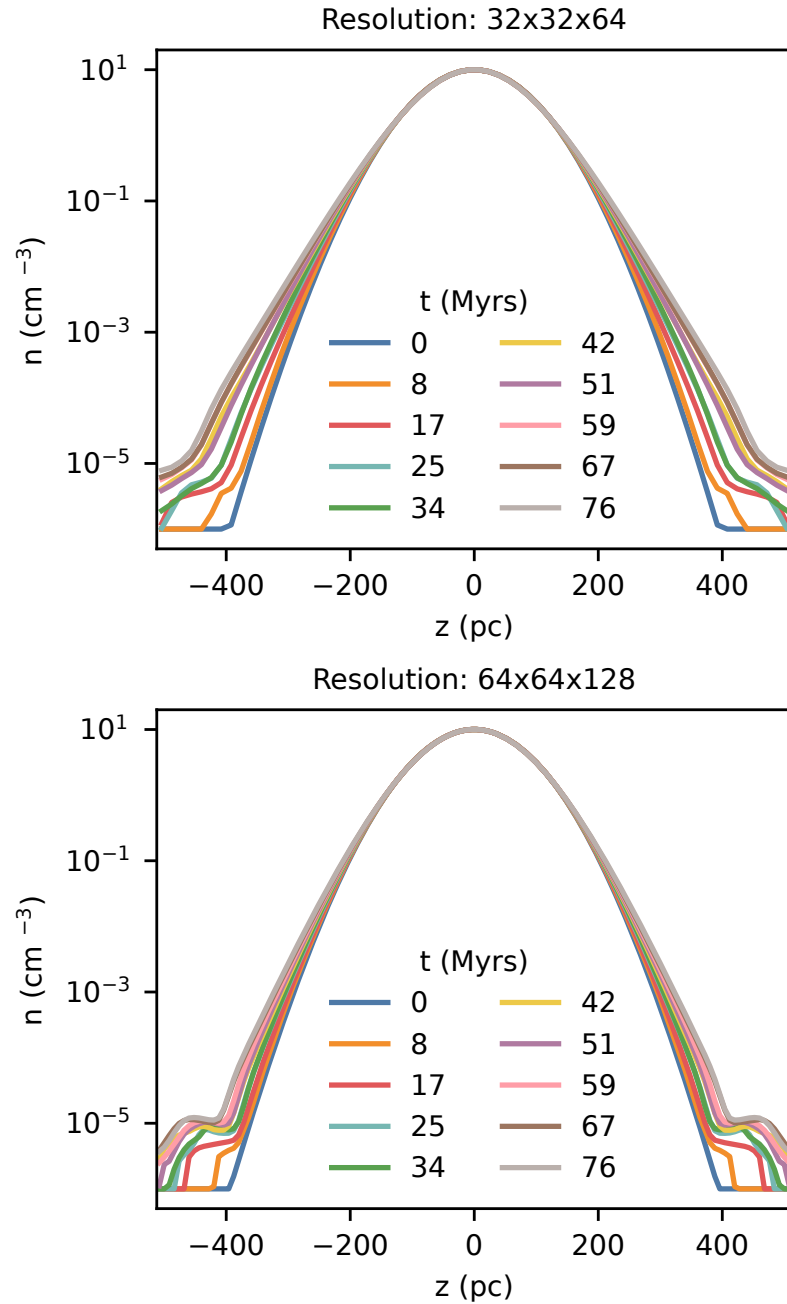 Resolution: 32x32x64
10^1
10^−1
10^−3
10^−5
n (cm ^−3)
t (Myrs)
0 42
8 51
17 59
25 67
34 76
−400 −200 0 200 400
z (pc)
Resolution: 64x64x128
10^1
10^−1
10^−3
10^−5
n (cm ^−3)
t (Myrs)
0 42
8 51
17 59
25 67
34 76
−400 −200 0 200 400
z (pc)